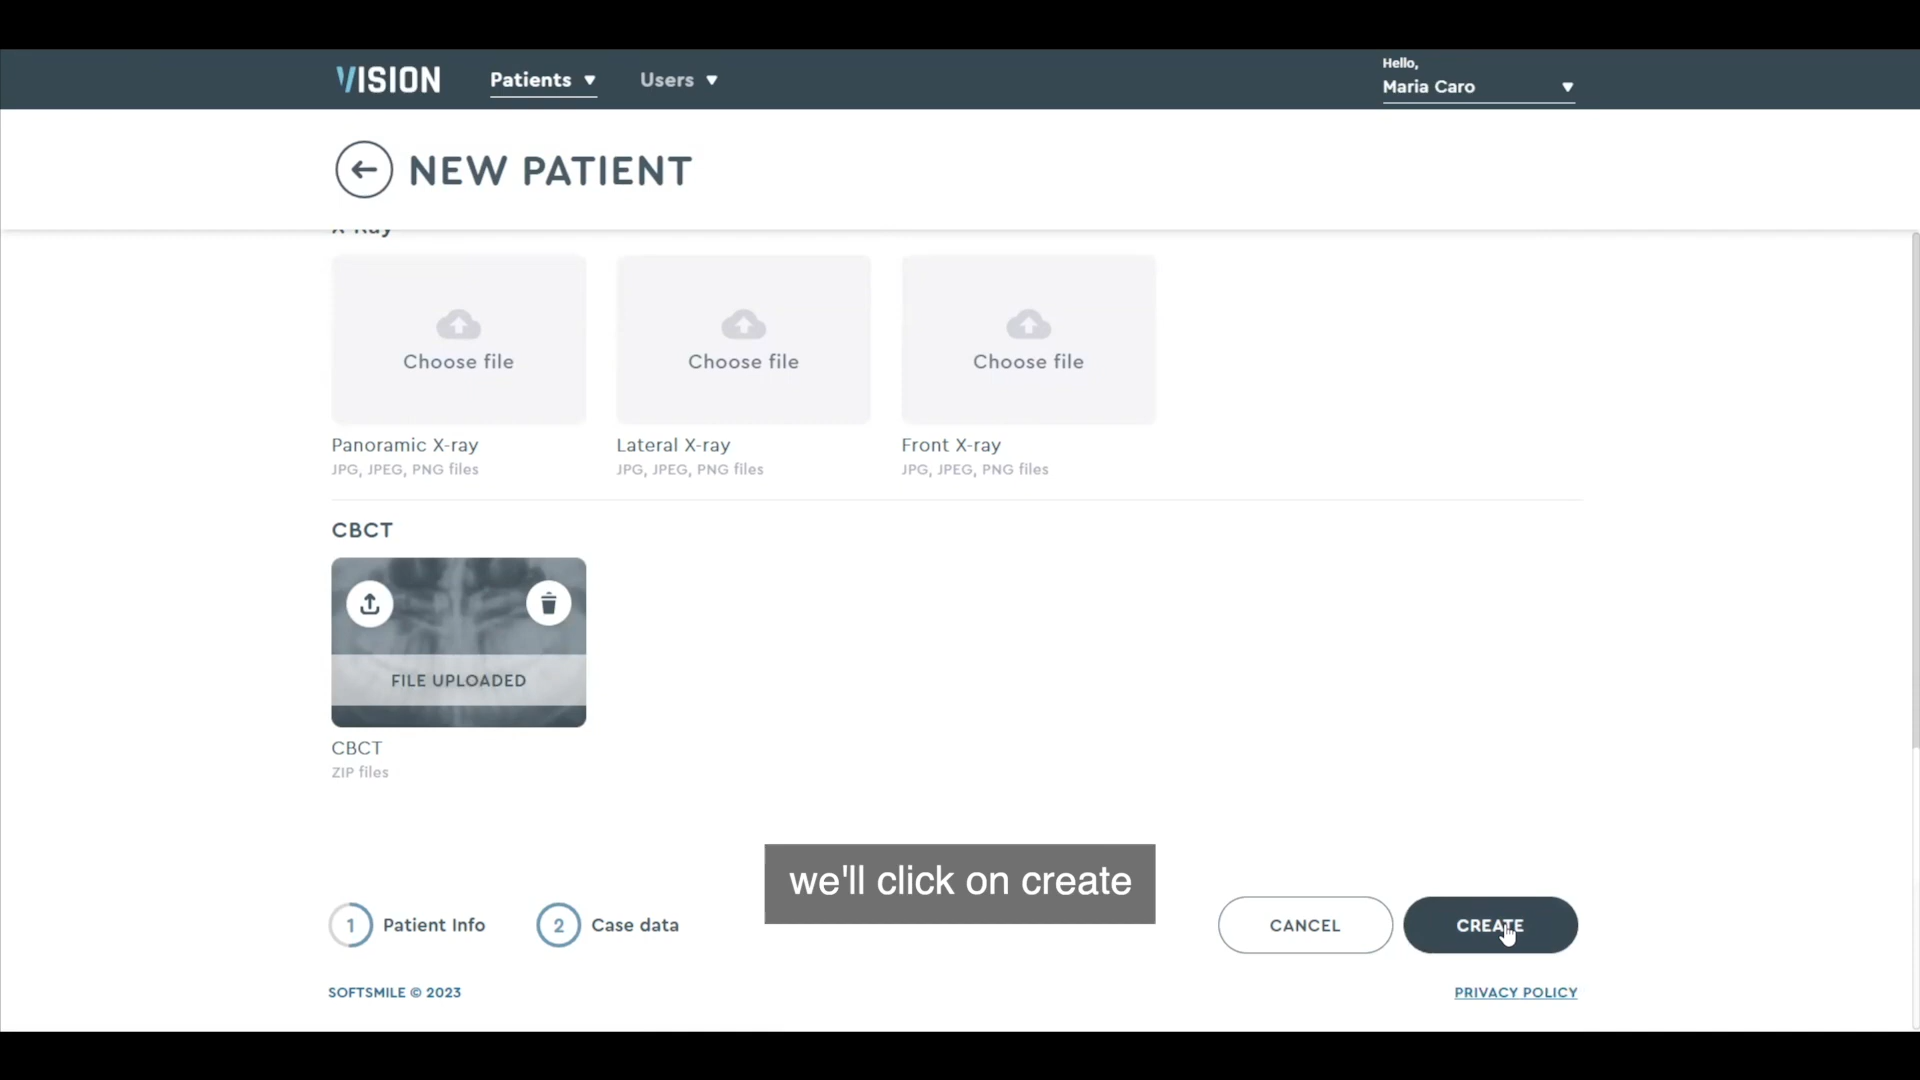 VISION
Patients
Users
Hello,
Maria Caro
NEW PATIENT
X-Ray
Choose file
Choose file
Choose file
Panoramic X-ray
Lateral X-ray
Front X-ray
JPG, JPEG, PNG files
JPG, JPEG, PNG files
JPG, JPEG, PNG files
CBCT
FILE UPLOADED
CBCT
ZIP files
we'll click on create
1 Patient Info
2 Case data
CANCEL
CREATE
SOFTSMILE © 2023
PRIVACY POLICY